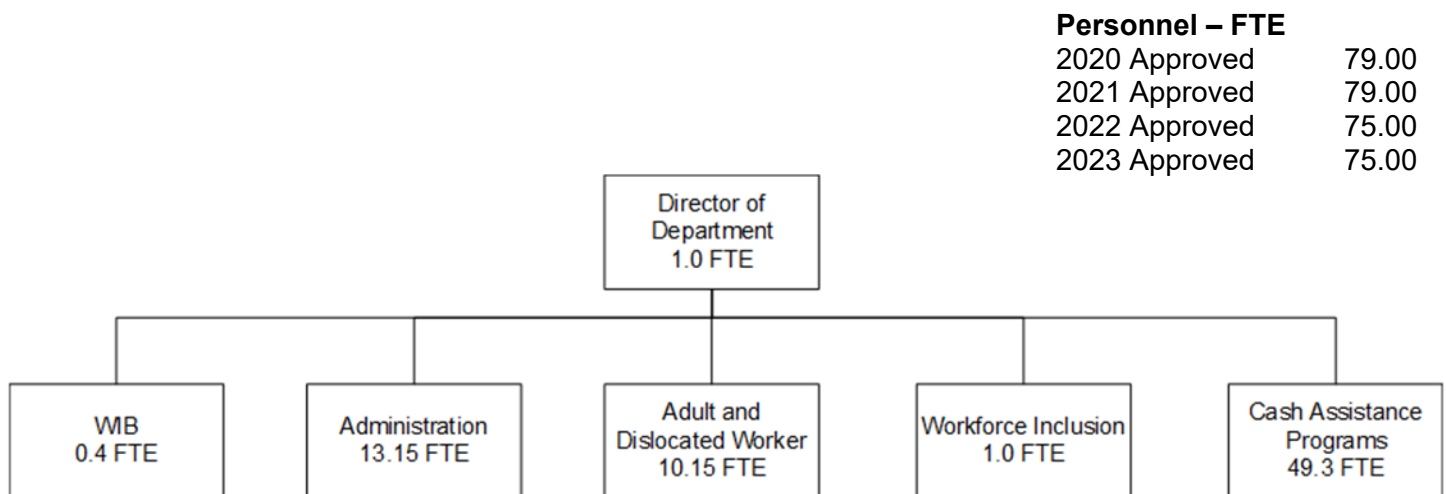 Personnel – FTE
2020 Approved 79.00
2021 Approved 79.00
2022 Approved 75.00
2023 Approved 75.00
Director of
Department
1.0 FTE
WIB
0.4 FTE
Administration
13.15 FTE
Adult and
Dislocated Worker
10.15 FTE
Workforce Inclusion
1.0 FTE
Cash Assistance
Programs
49.3 FTE